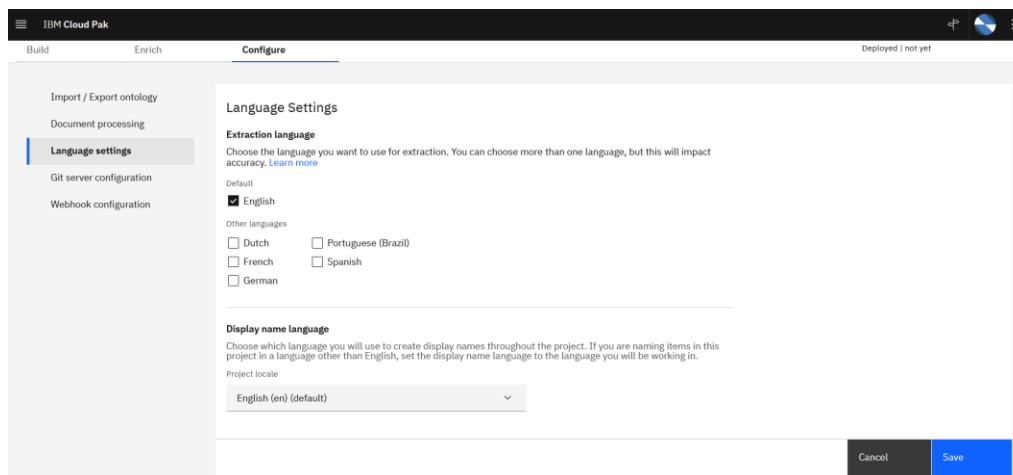 IBM Cloud Pak
Build
Enrich
Configure
Deployed | not yet
Import / Export ontology
Document processing
Language settings
Git server configuration
Webhook configuration
Language Settings
Extraction language
Choose the language you want to use for extraction. You can choose more than one language, but this will impact
accuracy. Learn more
Default
English
Other languages
Dutch
Portuguese (Brazil)
French
Spanish
German
Display name language
Choose which language you will use to create display names throughout the project. If you are naming items in this
project in a language other than English, set the display name language to the language you will be working in.
Project locale
English (en) (default)
Cancel
Save